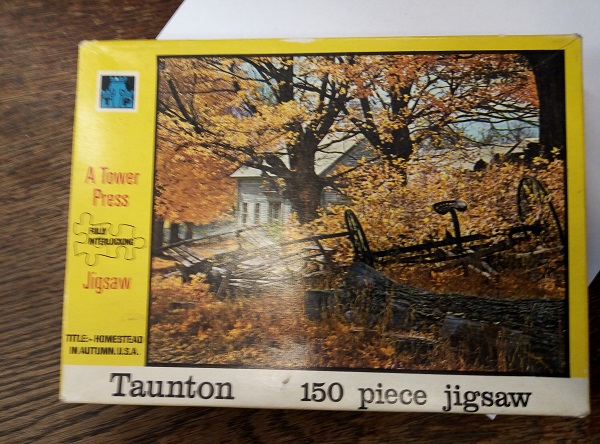 A Tower
Press
FULLY
INTERLOCKING
Jigsaw
TITLE:- HOMESTEAD
IN AUTUMN. U.S.A.
Taunton 150 piece jigsaw